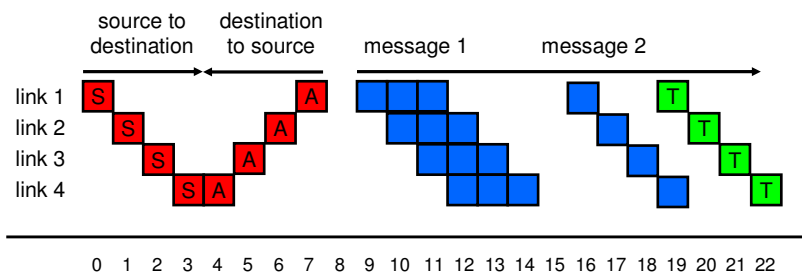 source to destination
destination to source
message 1 message 2
link 1 S A T
link 2 S A T
link 3 S A T
link 4 S A T
0 1 2 3 4 5 6 7 8 9 10 11 12 13 14 15 16 17 18 19 20 21 22